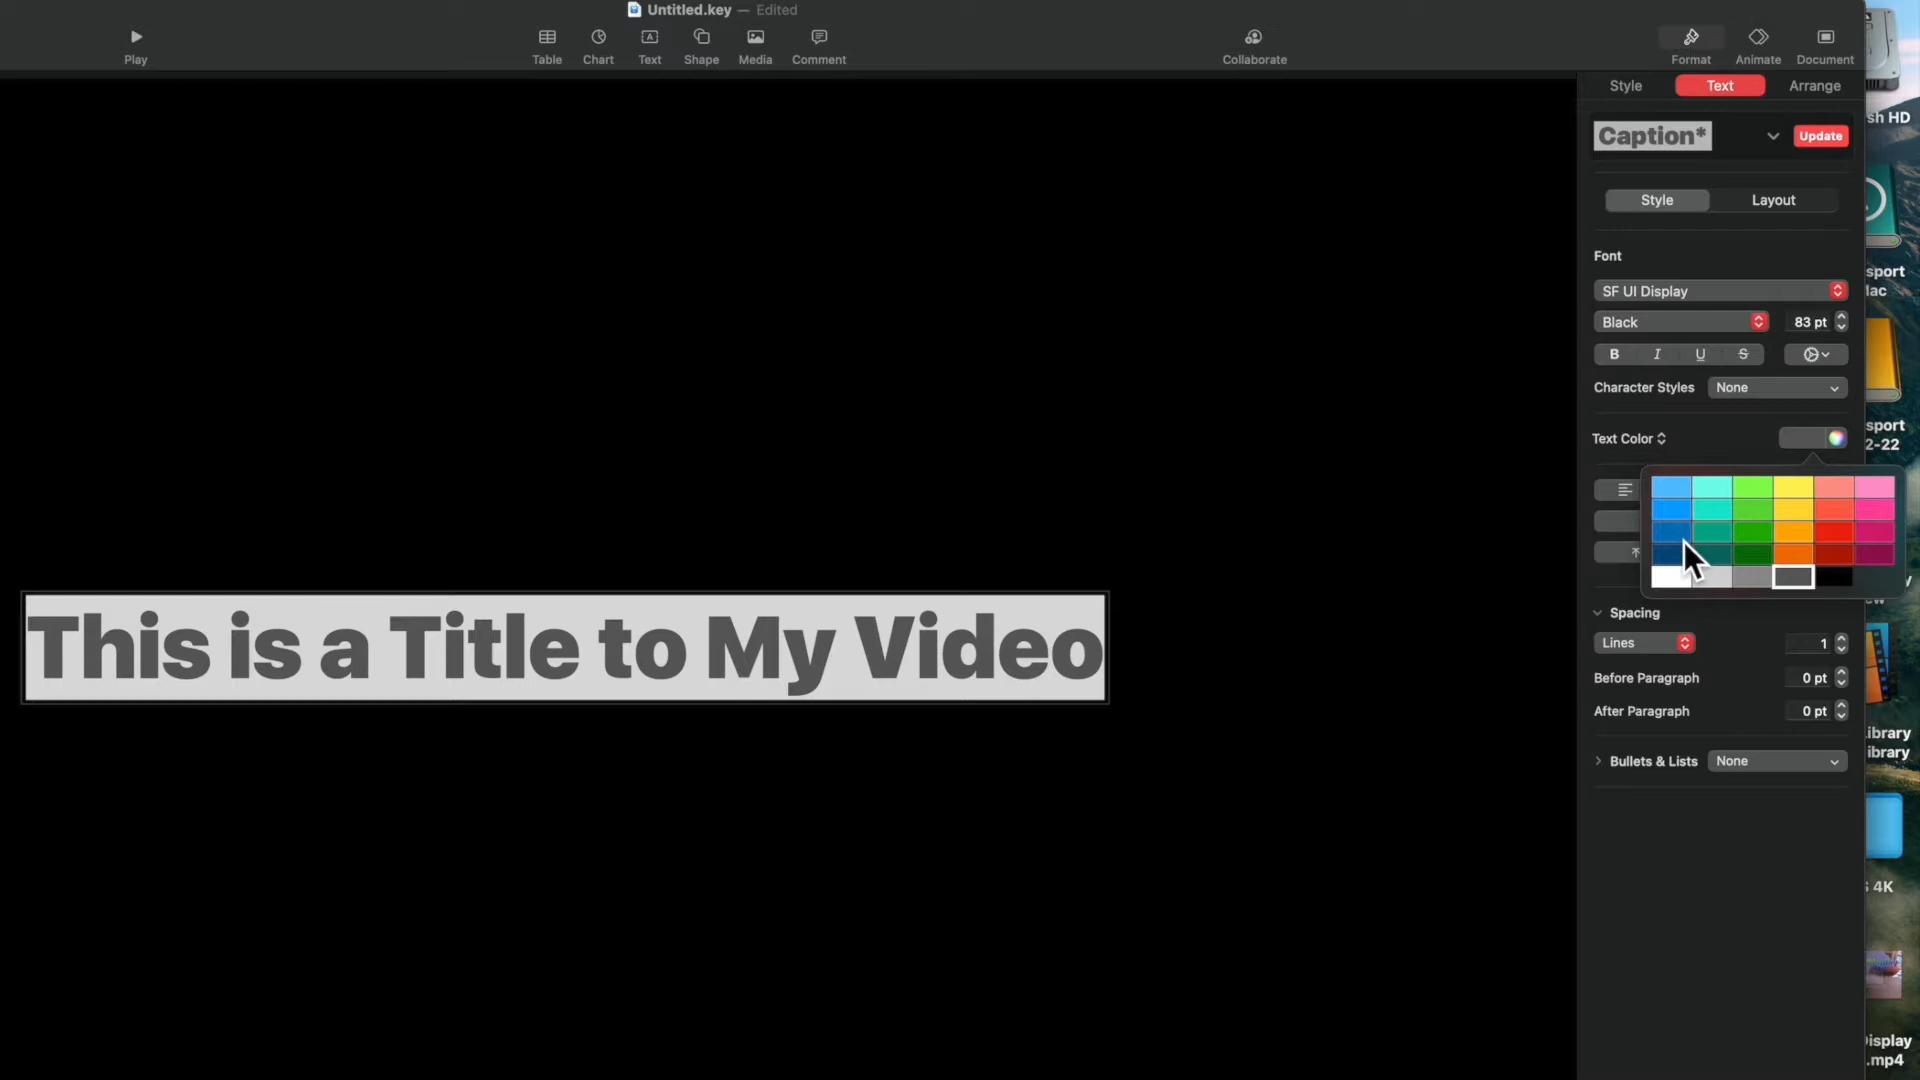 Untitled.key — Edited
Play
Table
Chart
Text
Shape
Media
Comment
Collaborate
Format
Animate
Document
Style
Text
Arrange
sh HD
Caption*
Update
Style
Layout
Font
SF UI Display
Black
83 pt
B I U S
Character Styles
None
Text Color
sport
sport
2-22
This is a Title to My Video
Spacing
Lines
1
Before Paragraph
0 pt
After Paragraph
0 pt
Bullets & Lists
None
ibrary
ibrary
4K
isplay
.mp4